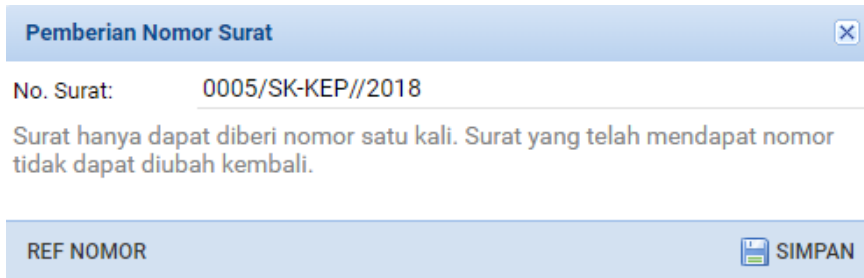 Pemberian Nomor Surat
No. Surat: 0005/SK-KEP//2018
Surat hanya dapat diberi nomor satu kali. Surat yang telah mendapat nomor
tidak dapat diubah kembali.
REF NOMOR SIMPAN